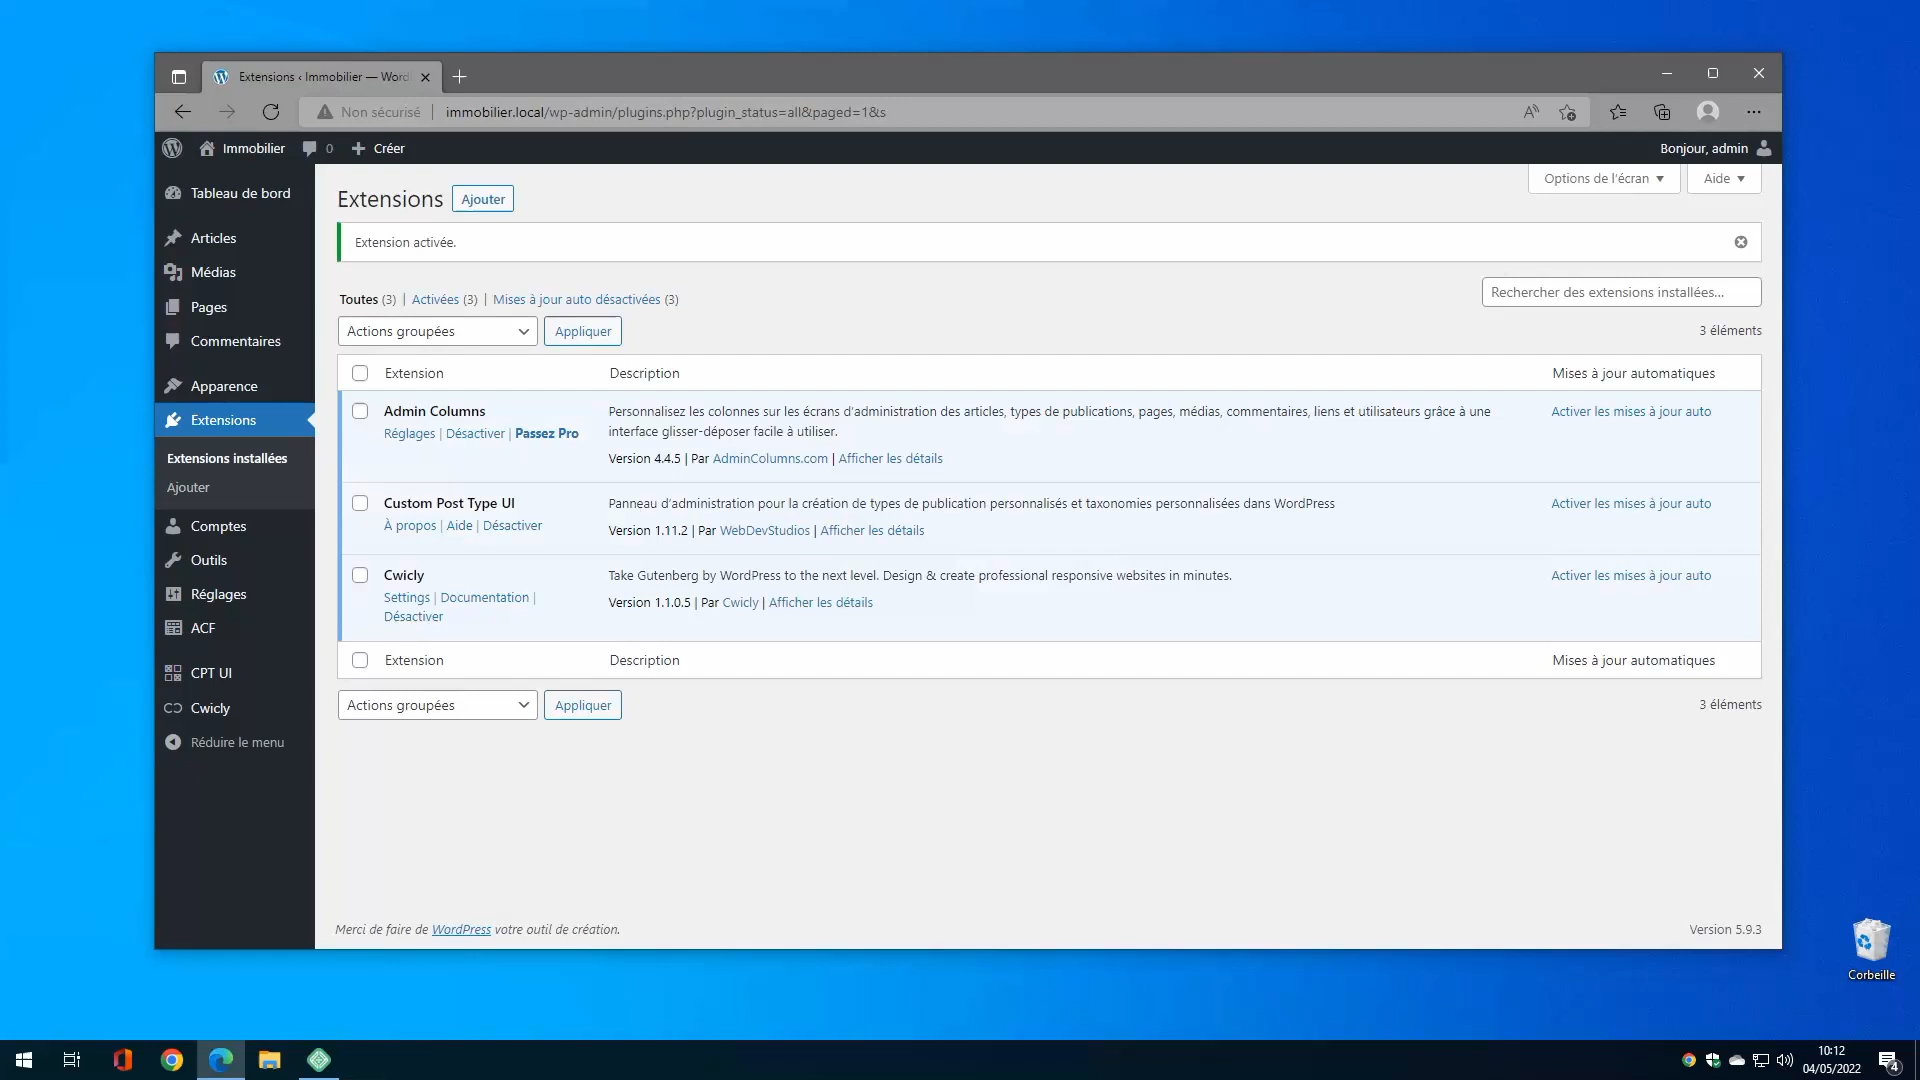 Extensions ‹ Immobilier — Word
Non sécurisé
immobilier.local/wp-admin/plugins.php?plugin_status=all&paged=1&s
Immobilier 0 Créer
Bonjour, admin
Tableau de bord
Articles
Médias
Pages
Commentaires
Apparence
Extensions
Extensions installées
Ajouter
Comptes
Outils
Réglages
ACF
CPT UI
Cwicly
Réduire le menu
Options de l'écran
Aide
Extensions
Ajouter
Extension activée.
Toutes (3) | Activées (3) | Mises à jour auto désactivées (3)
Rechercher des extensions installées...
Actions groupées
Appliquer
3 éléments
Extension
Description
Mises à jour automatiques
Admin Columns
Réglages | Désactiver | Passez Pro
Personnalisez les colonnes sur les écrans d'administration des articles, types de publications, pages, médias, commentaires, liens et utilisateurs grâce à une
interface glisser-déposer facile à utiliser.
Version 4.4.5 | Par AdminColumns.com | Afficher les détails
Activer les mises à jour auto
Custom Post Type UI
À propos | Aide | Désactiver
Panneau d'administration pour la création de types de publication personnalisés et taxonomies personnalisées dans WordPress
Version 1.11.2 | Par WebDevStudios | Afficher les détails
Activer les mises à jour auto
Cwicly
Settings | Documentation |
Désactiver
Take Gutenberg by WordPress to the next level. Design & create professional responsive websites in minutes.
Version 1.1.0.5 | Par Cwicly | Afficher les détails
Activer les mises à jour auto
Extension
Description
Mises à jour automatiques
Actions groupées
Appliquer
3 éléments
Merci de faire de WordPress votre outil de création.
Version 5.9.3
Corbeille
10:12
04/05/2022
4